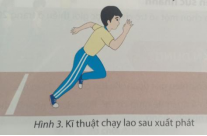 Hình 3. Kĩ thuật chạy lao sau xuất phát